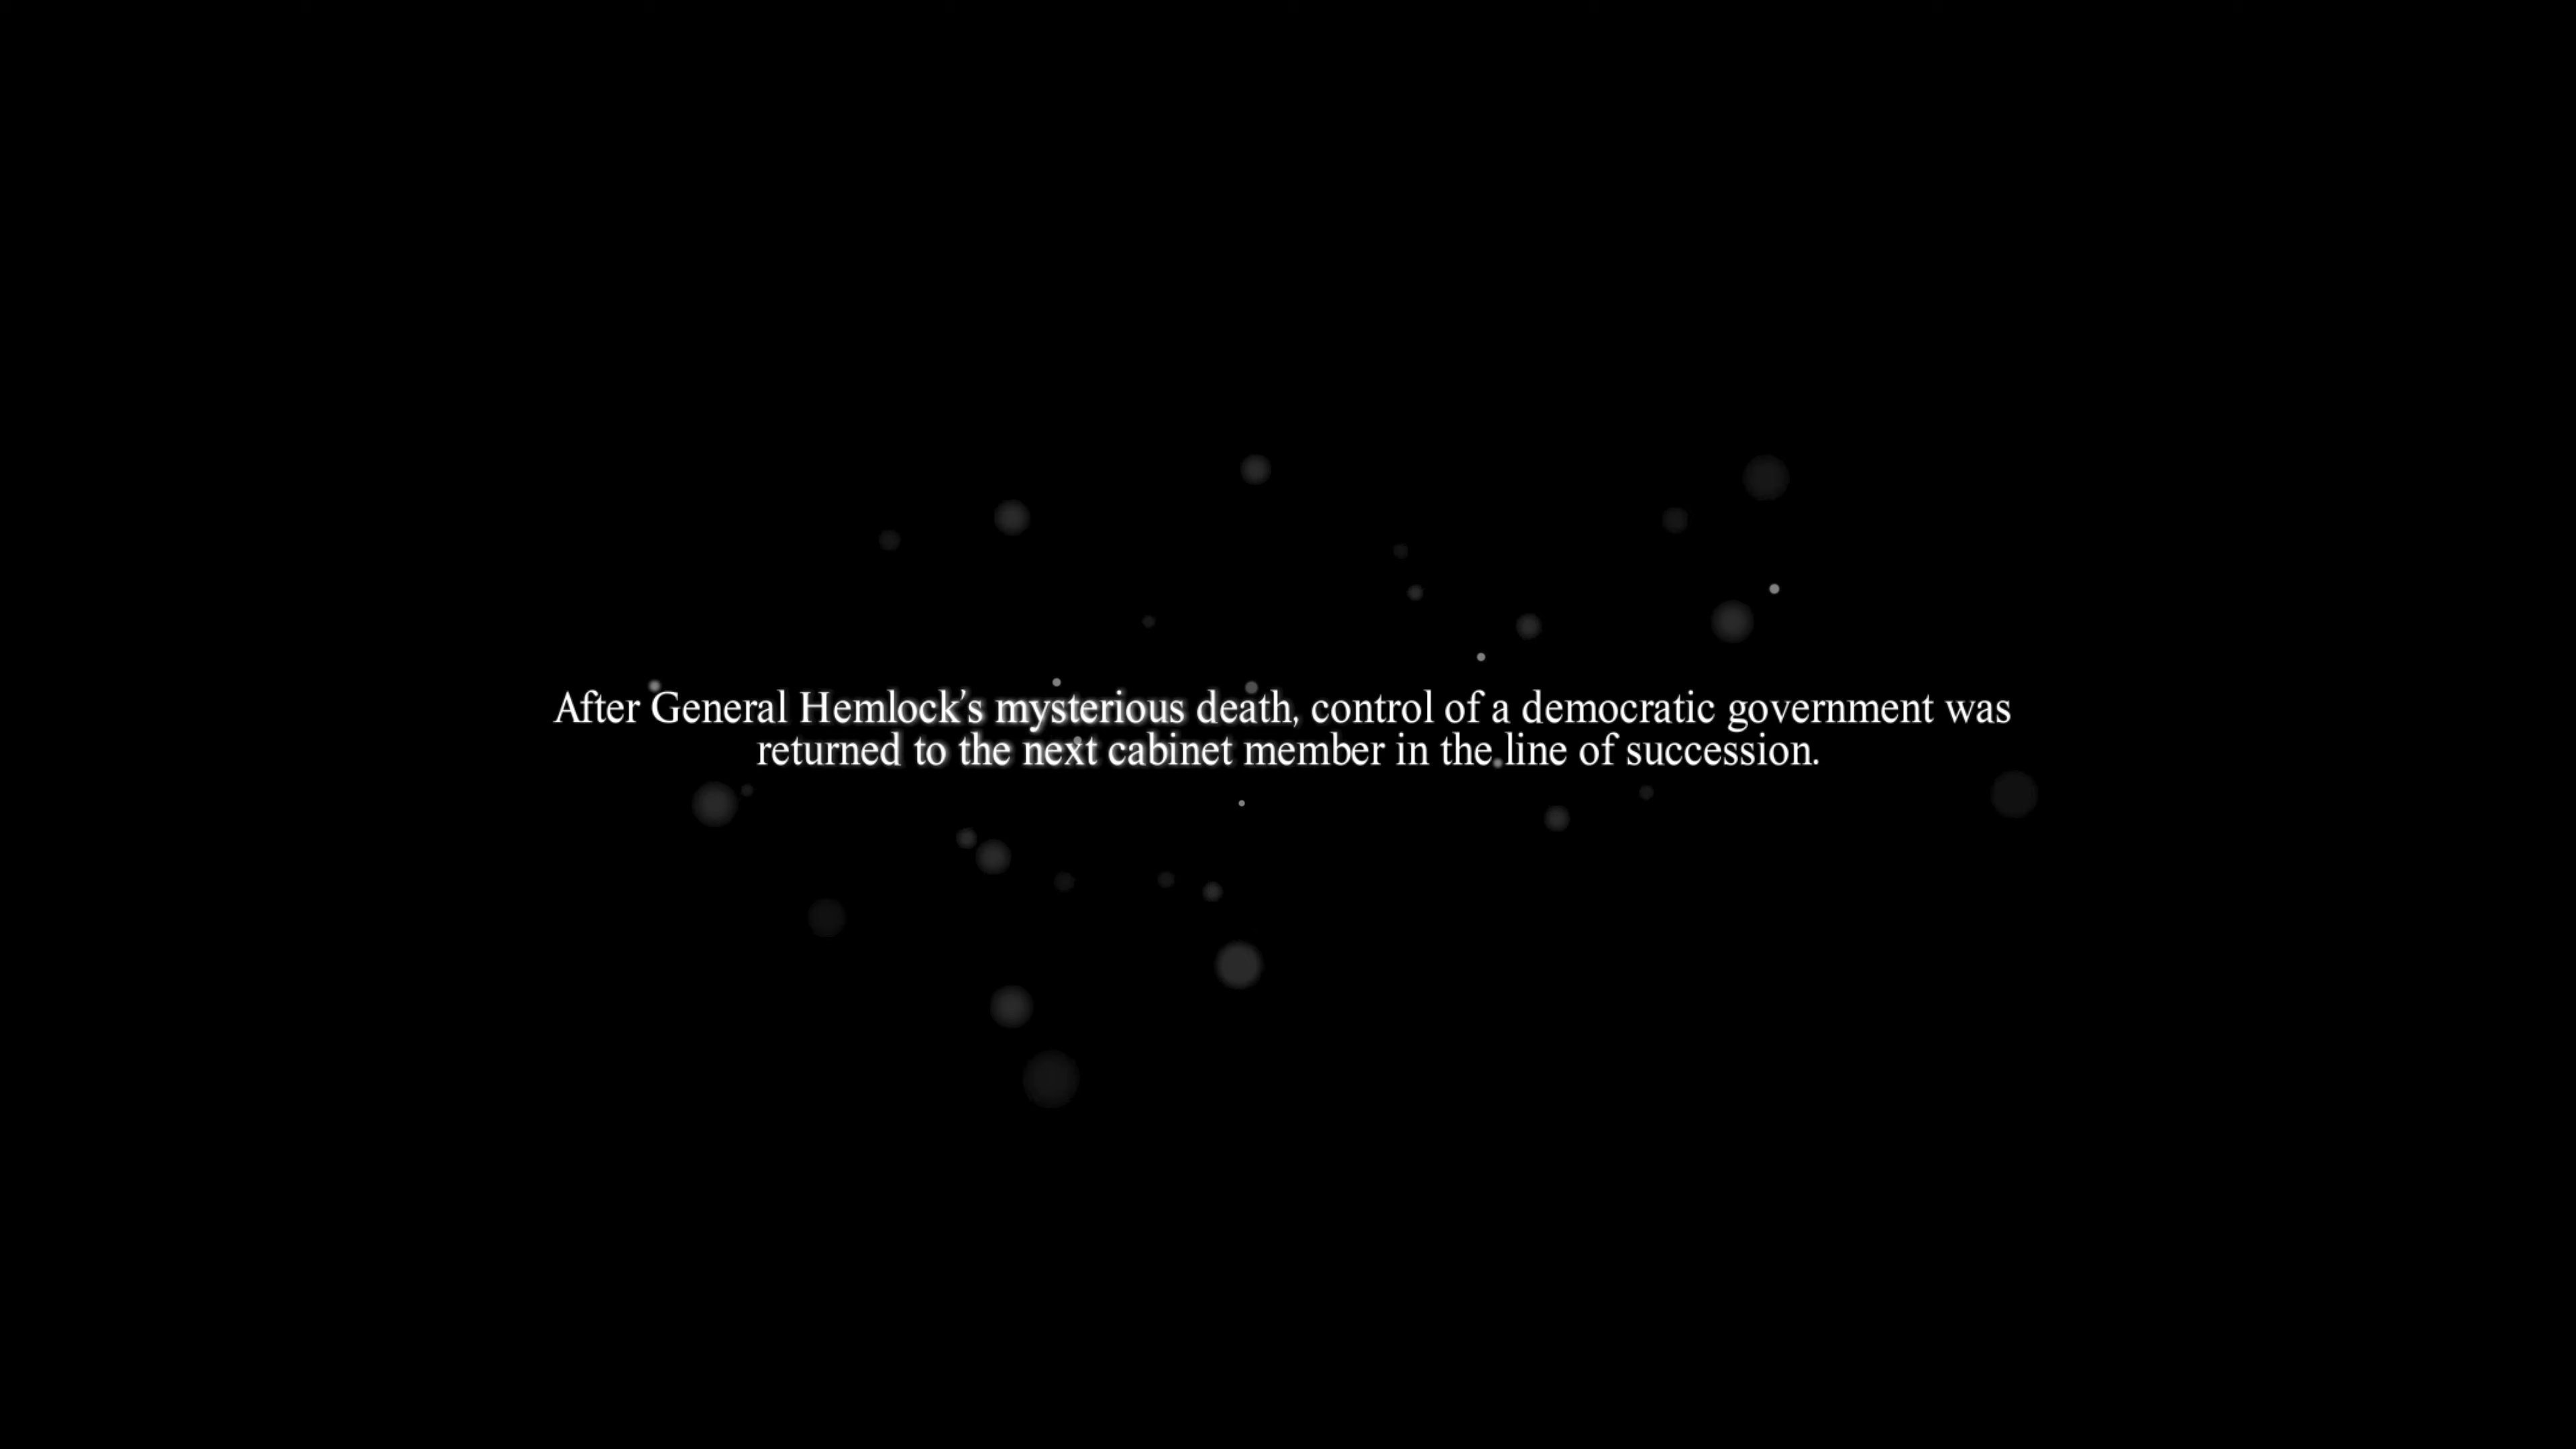 After General Hemlock’s mysterious death, control of a democratic government was
returned to the next cabinet member in the line of succession.